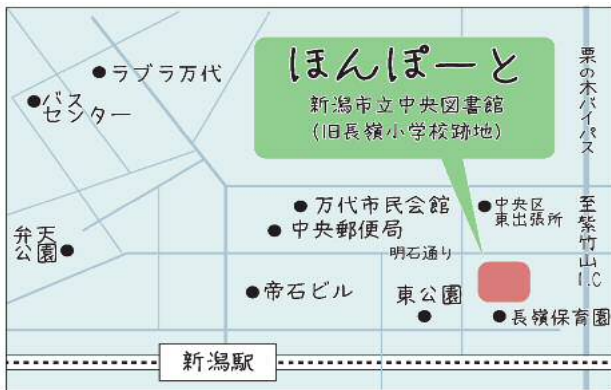 ほんぽーと
新潟市立中央図書館
(旧長嶺小学校跡地)
栗の木バイパス
至紫竹山I.C
ラブラ万代
バス
センター
万代市民会館
中央郵便局
中央区
東出張所
弁天
公園
明石通り
帝石ビル
東公園
長嶺保育園
新潟駅